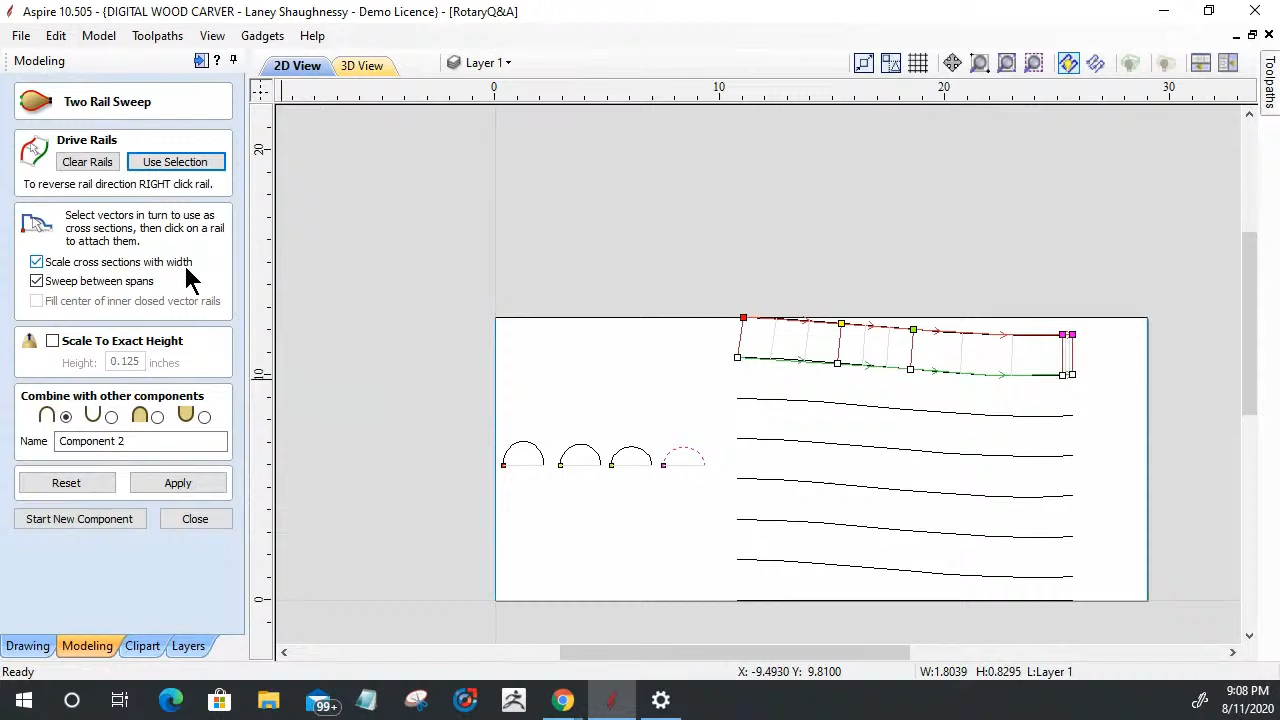 Aspire 10.505 - {DIGITAL WOOD CARVER - Laney Shaughnessy - Demo Licence} - [RotaryQ&A]
File Edit Model Toolpaths View Gadgets Help
Modeling ?
2D View 3D View Layer 1
Two Rail Sweep
Drive Rails
Clear Rails Use Selection
To reverse rail direction RIGHT click rail.
Select vectors in turn to use as
cross sections, then click on a rail
to attach them.
Scale cross sections with width
Sweep between spans
Fill center of inner closed vector rails
Scale To Exact Height
Height: 0.125 inches
Combine with other components
Name Component 2
Reset Apply
Start New Component Close
Drawing Modeling Clipart Layers
0 10 20 30
20
10
0
Toolpaths
Ready X: -9.4930 Y: 9.8100 W:1.8039 H:0.8295 L:Layer 1
99+
9:08 PM
8/11/2020